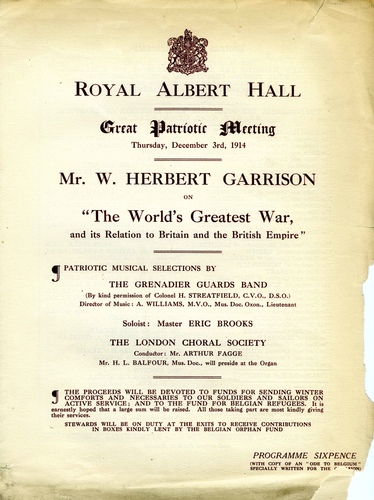 ROYAL ALBERT HALL
Great Patriotic Meeting
Thursday, December 3rd, 1914
Mr. W. HERBERT GARRISON
ON
"The World's Greatest War,
and its Relation to Britain and the British Empire"
¶ PATRIOTIC MUSICAL SELECTIONS BY
THE GRENADIER GUARDS BAND
(By kind permission of Colonel H. STREATFIELD, C.V.O., D.S.O.)
Director of Music: A. WILLIAMS, M.V.O., Mus. Doc. Oxon., Lieutenant
Soloist: Master ERIC BROOKS
THE LONDON CHORAL SOCIETY
Conductor: Mr. ARTHUR FAGGE
Mr. H. L. BALFOUR, Mus. Doc., will preside at the Organ
¶ THE PROCEEDS WILL BE DEVOTED TO FUNDS FOR SENDING WINTER
COMFORTS AND NECESSARIES TO OUR SOLDIERS AND SAILORS ON
ACTIVE SERVICE; AND TO THE FUND FOR BELGIAN REFUGEES. It is
earnestly hoped that a large sum will be raised. All those taking part are most kindly giving
their services.
STEWARDS WILL BE ON DUTY AT THE EXITS TO RECEIVE CONTRIBUTIONS
IN BOXES KINDLY LENT BY THE BELGIAN ORPHAN FUND
PROGRAMME SIXPENCE
(WITH COPY OF AN "ODE TO BELGIUM"
SPECIALLY WRITTEN FOR THE